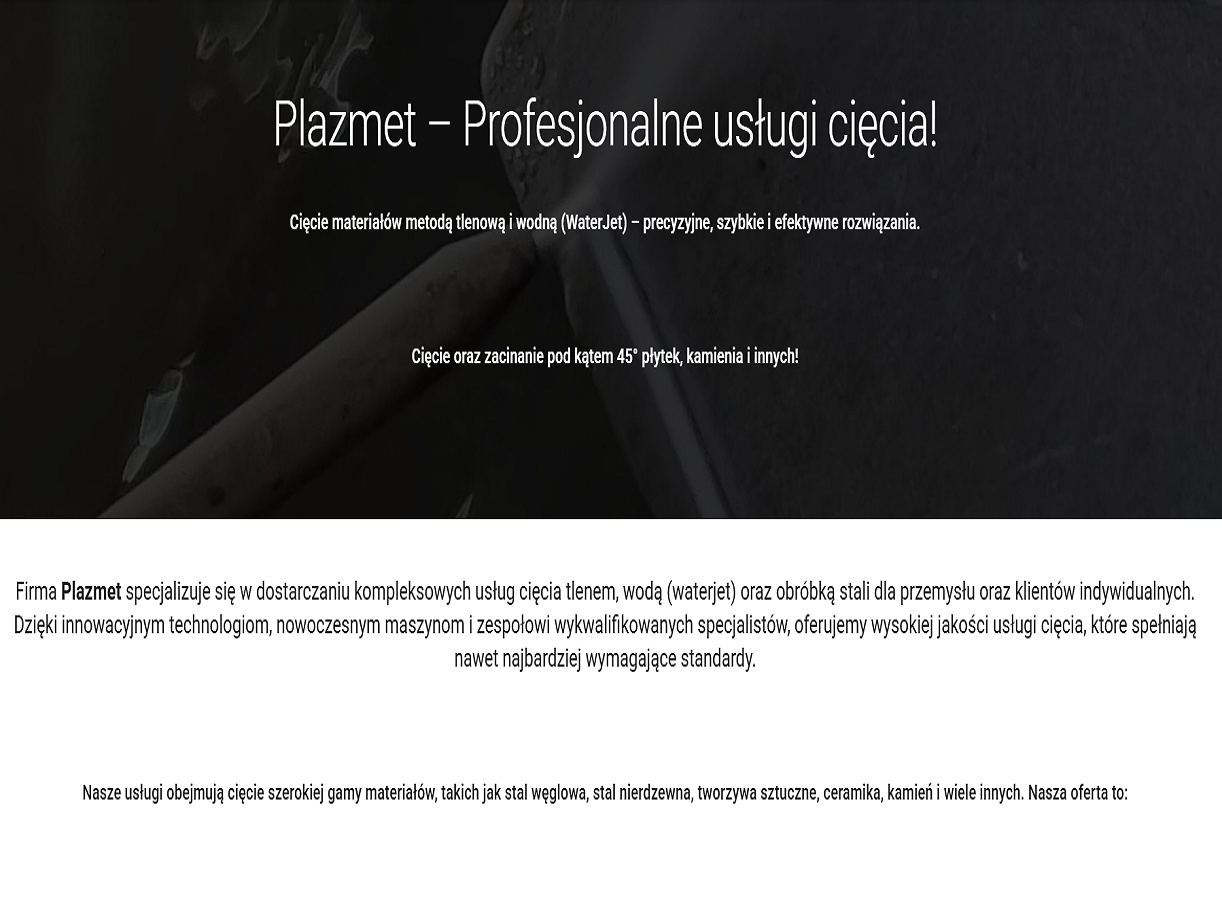 Plazmet – Profesjonalne usługi cięcia!
Cięcie materiałów metodą tlenową i wodną (WaterJet) – precyzyjne, szybkie i efektywne rozwiązania.
Cięcie oraz zacinanie pod kątem 45° płytek, kamienia i innych!
Firma Plazmet specjalizuje się w dostarczaniu kompleksowych usług cięcia tlenem, wodą (waterjet) oraz obróbką stali dla przemysłu oraz klientów indywidualnych.
Dzięki innowacyjnym technologiom, nowoczesnym maszynom i zespołowi wykwalifikowanych specjalistów, oferujemy wysokiej jakości usługi cięcia, które spełniają
nawet najbardziej wymagające standardy.
Nasze usługi obejmują cięcie szerokiej gamy materiałów, takich jak stal węglowa, stal nierdzewna, tworzywa sztuczne, ceramika, kamień i wiele innych. Nasza oferta to: